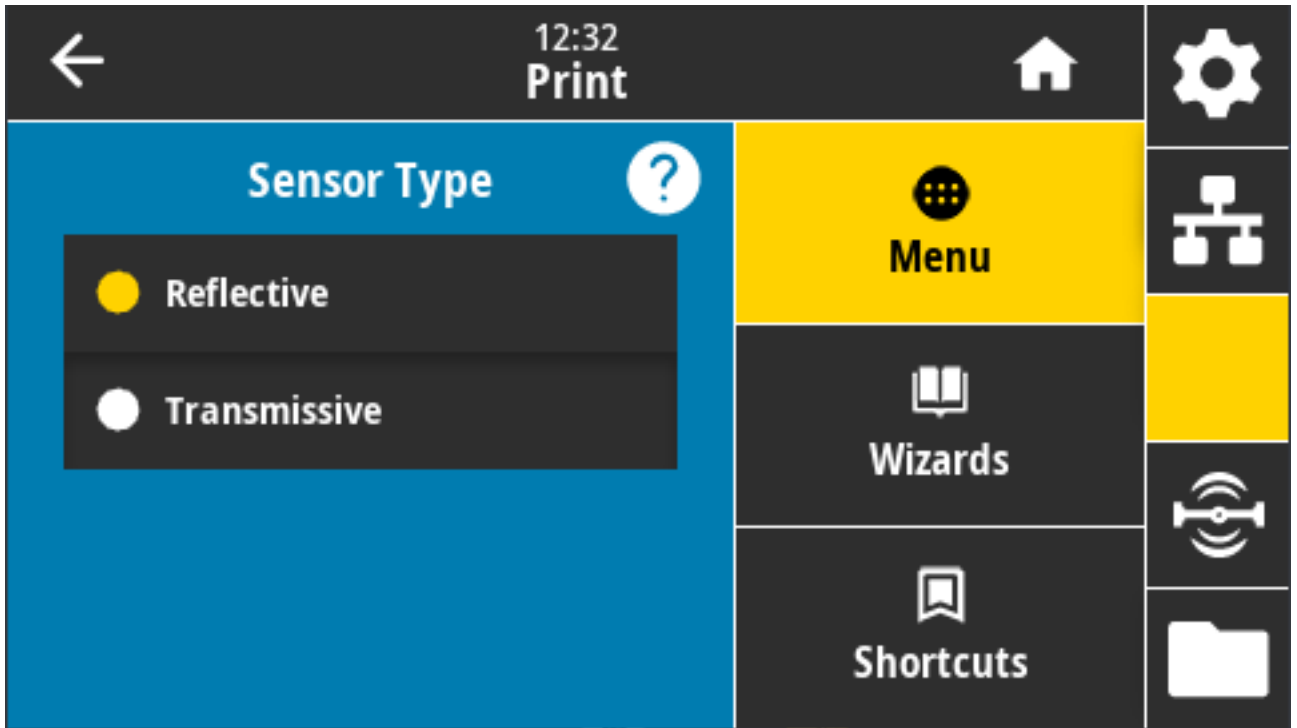 12:32
Print
Sensor Type
?
Reflective
Transmissive
Menu
Wizards
Shortcuts